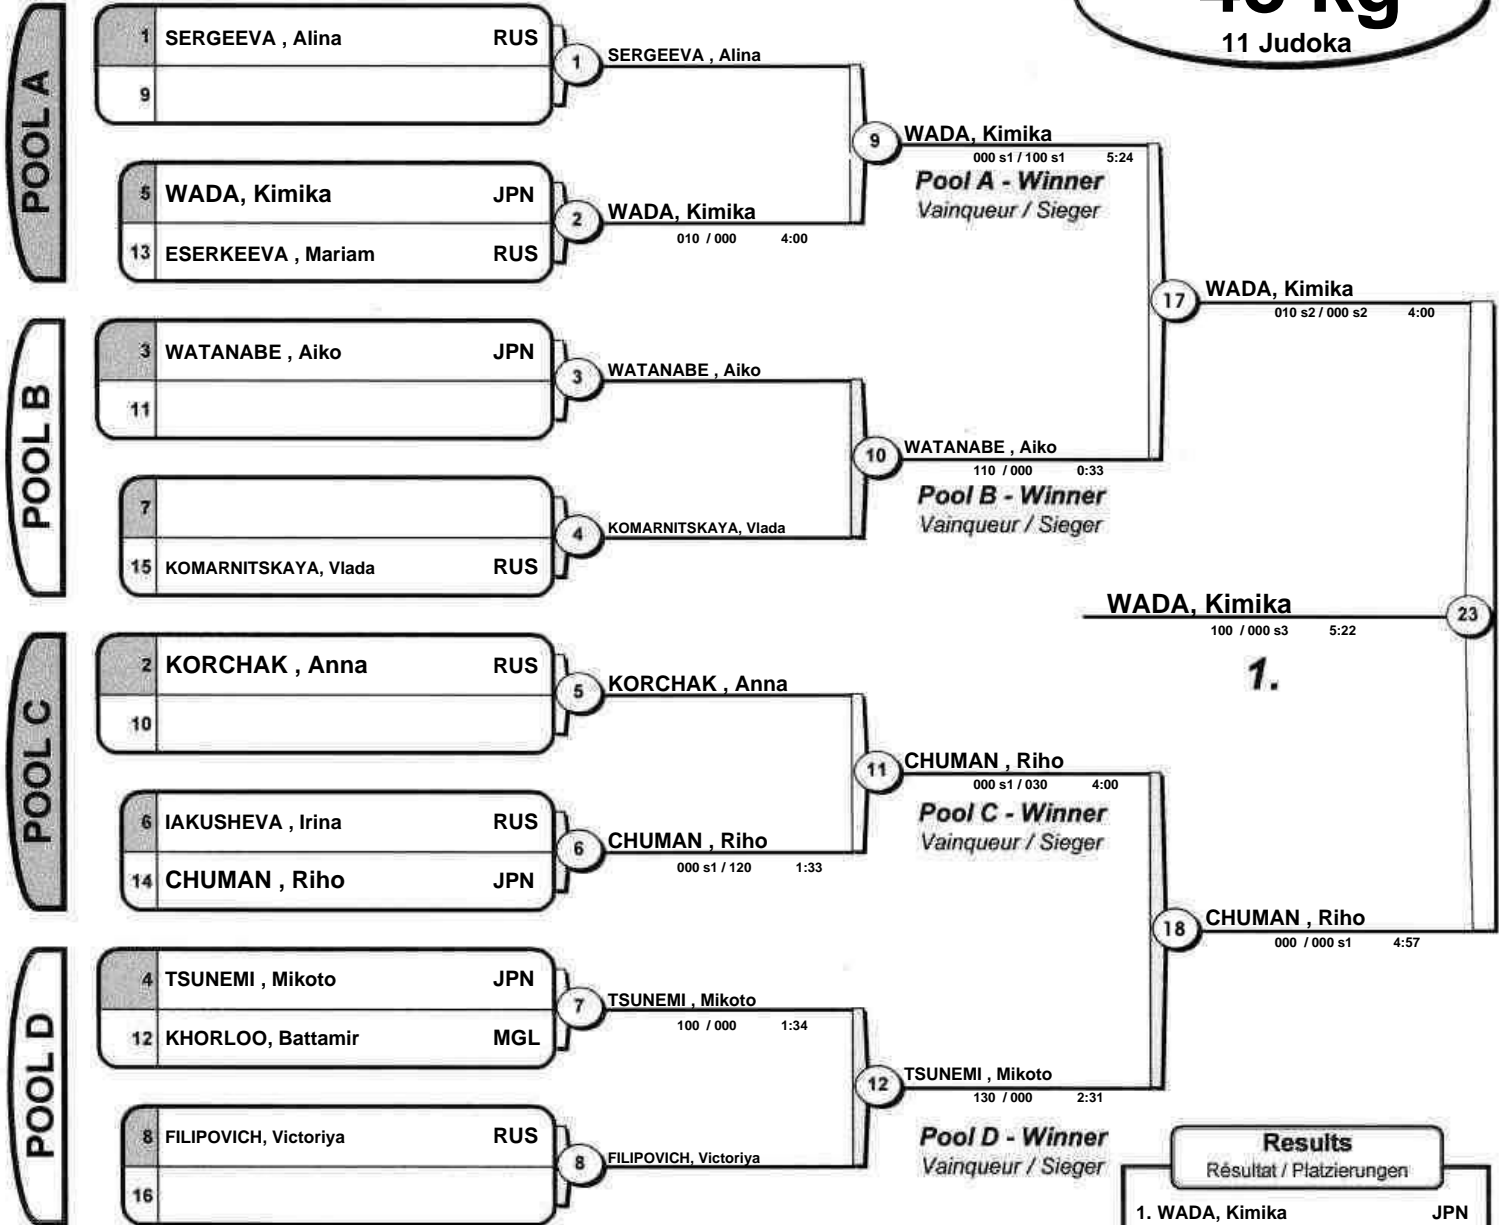 11 Judoka
POOL A
1 SERGEEVA , Alina RUS
9
1 SERGEEVA , Alina
5 WADA, Kimika JPN
13 ESERKEEVA , Mariam RUS
2 WADA, Kimika
010 / 000 4:00
9 WADA, Kimika
000 s1 / 100 s1 5:24
Pool A - Winner
Vainqueur / Sieger
POOL B
3 WATANABE , Aiko JPN
11
3 WATANABE , Aiko
7
15 KOMARNITSKAYA, Vlada RUS
4 KOMARNITSKAYA, Vlada
10 WATANABE , Aiko
110 / 000 0:33
Pool B - Winner
Vainqueur / Sieger
17 WADA, Kimika
010 s2 / 000 s2 4:00
WADA, Kimika 23
100 / 000 s3 5:22
1.
POOL C
2 KORCHAK , Anna RUS
10
5 KORCHAK , Anna
6 IAKUSHEVA , Irina RUS
14 CHUMAN , Riho JPN
6 CHUMAN , Riho
000 s1 / 120 1:33
11 CHUMAN , Riho
000 s1 / 030 4:00
Pool C - Winner
Vainqueur / Sieger
POOL D
4 TSUNEMI , Mikoto JPN
12 KHORLOO, Battamir MGL
7 TSUNEMI , Mikoto
100 / 000 1:34
8 FILIPOVICH, Victoriya RUS
16
8 FILIPOVICH, Victoriya
12 TSUNEMI , Mikoto
130 / 000 2:31
Pool D - Winner
Vainqueur / Sieger
18 CHUMAN , Riho
000 / 000 s1 4:57
Results
Résultat / Platzierungen
1. WADA, Kimika JPN